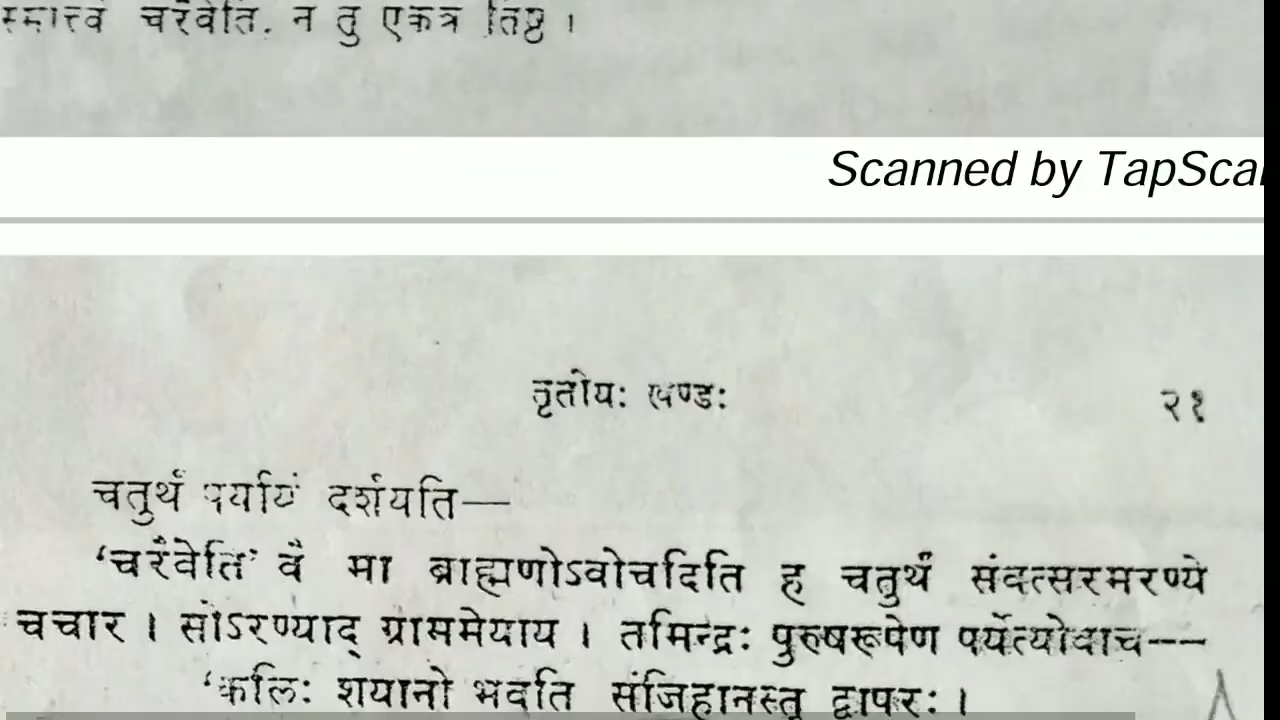 स्मात्त्वं चरैवेति. न तु एकत्र तिष्ठ ।
Scanned by TapScan
तृतीयः खण्डः २१
चतुर्थं पर्यायं दर्शयति—
‘चरैवेति’ वै मा ब्राह्मणोऽवोचदिति ह चतुर्थं संवत्सरमरण्ये
चचार । सोऽरण्याद् ग्राममेयाय । तमिन्द्रः पुरुषरूपेण पर्येत्योवाच--
‘कलिः शयानो भवति संजिहानस्तु द्वापरः ।